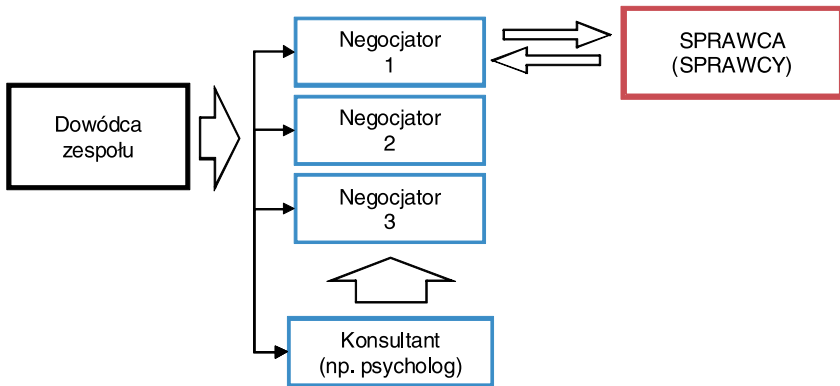 Dowódca
zespołu
Negocjator
1
Negocjator
2
Negocjator
3
Konsultant
(np. psycholog)
SPRAWCA
(SPRAWCY)